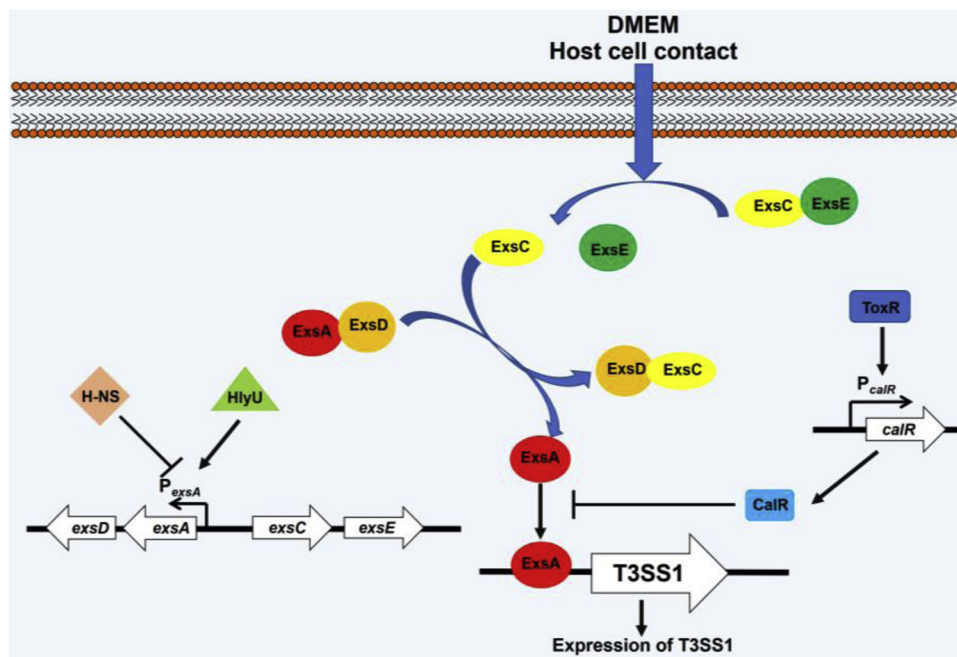 DMEM
Host cell contact
ExsC
ExsE
ExsC
ExsE
ExsA
ExsD
ExsD
ExsC
ToxR
PcalR
calR
H-NS
HlyU
PexsA
exsD
exsA
exsC
exsE
ExsA
CalR
ExsA
T3SS1
Expression of T3SS1